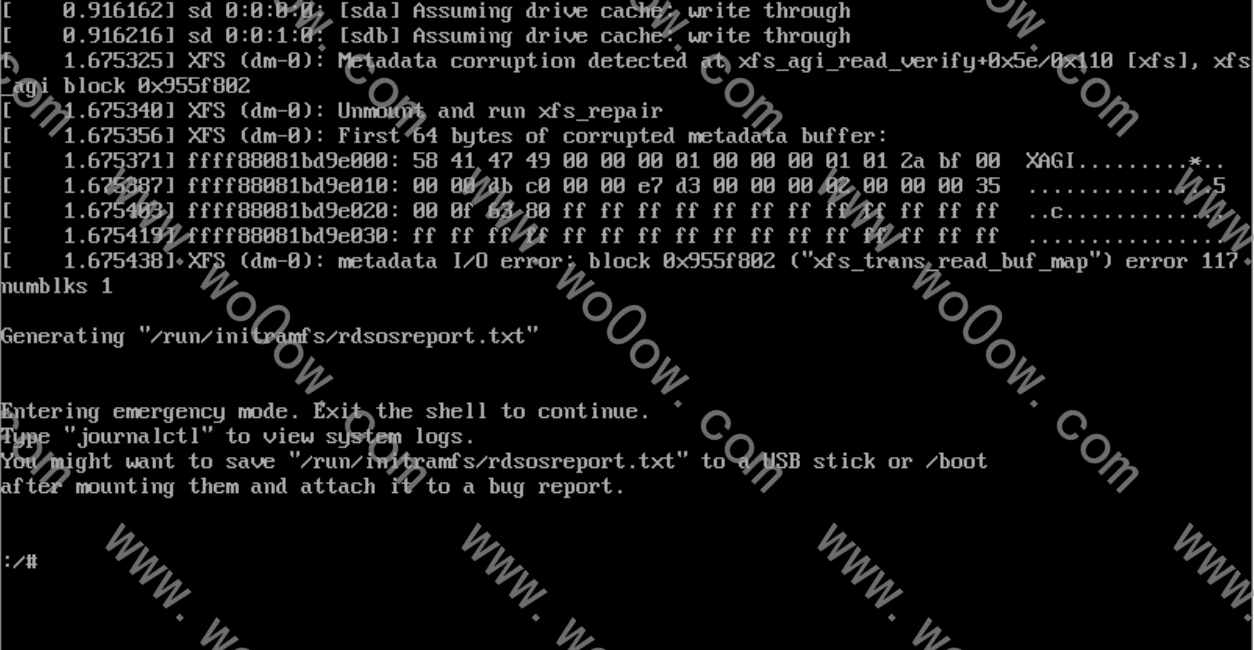 [    0.916162] sd 0:0:0:0: [sda] Assuming drive cache: write through
[    0.916216] sd 0:0:1:0: [sdb] Assuming drive cache: write through
[    1.675325] XFS (dm-0): Metadata corruption detected at xfs_agi_read_verify+0x5e/0x110 [xfs], xfs
_agi block 0x955f802
[    1.675340] XFS (dm-0): Unmount and run xfs_repair
[    1.675356] XFS (dm-0): First 64 bytes of corrupted metadata buffer:
[    1.675371] ffff88081bd9e000: 58 41 47 49 00 00 00 01 00 00 00 01 01 2a bf 00  XAGI.........*..
[    1.675387] ffff88081bd9e010: 00 00 db c0 00 00 e7 d3 00 00 00 02 00 00 00 35  ...............5
[    1.675403] ffff88081bd9e020: 00 0f 63 80 ff ff ff ff ff ff ff ff ff ff ff ff  ..c.............
[    1.675419] ffff88081bd9e030: ff ff ff ff ff ff ff ff ff ff ff ff ff ff ff ff  ................
[    1.675438] XFS (dm-0): metadata I/O error: block 0x955f802 ("xfs_trans_read_buf_map") error 117
numblks 1
Generating "/run/initramfs/rdsosreport.txt"
Entering emergency mode. Exit the shell to continue.
Type "journalctl" to view system logs.
You might want to save "/run/initramfs/rdsosreport.txt" to a USB stick or /boot
after mounting them and attach it to a bug report.
:/#
www.wo0ow.com